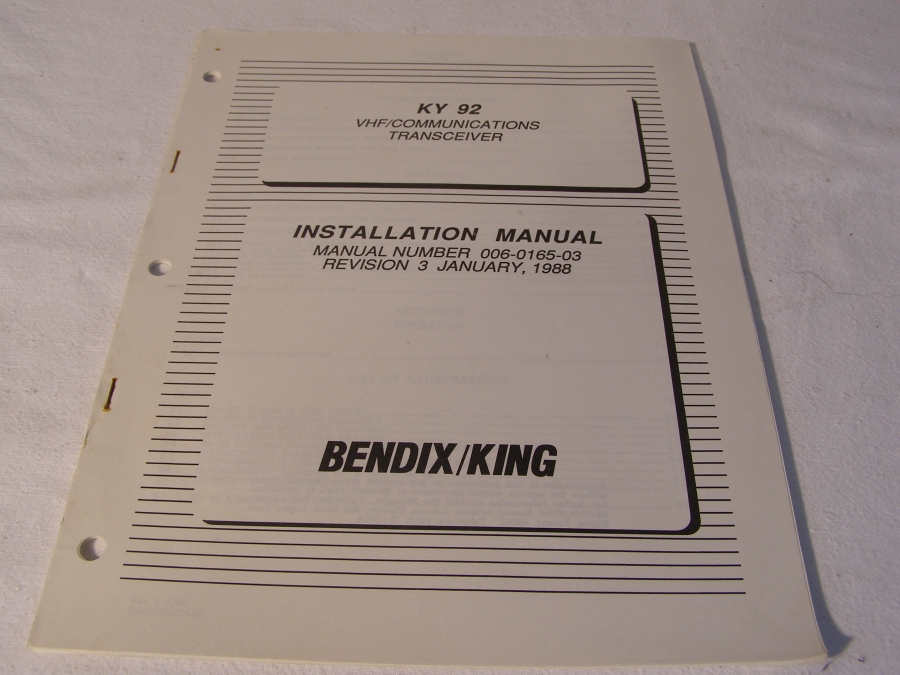 KY 92
VHF/COMMUNICATIONS
TRANSCEIVER
INSTALLATION MANUAL
MANUAL NUMBER 006-0165-03
REVISION 3 JANUARY, 1988
BENDIX/KING